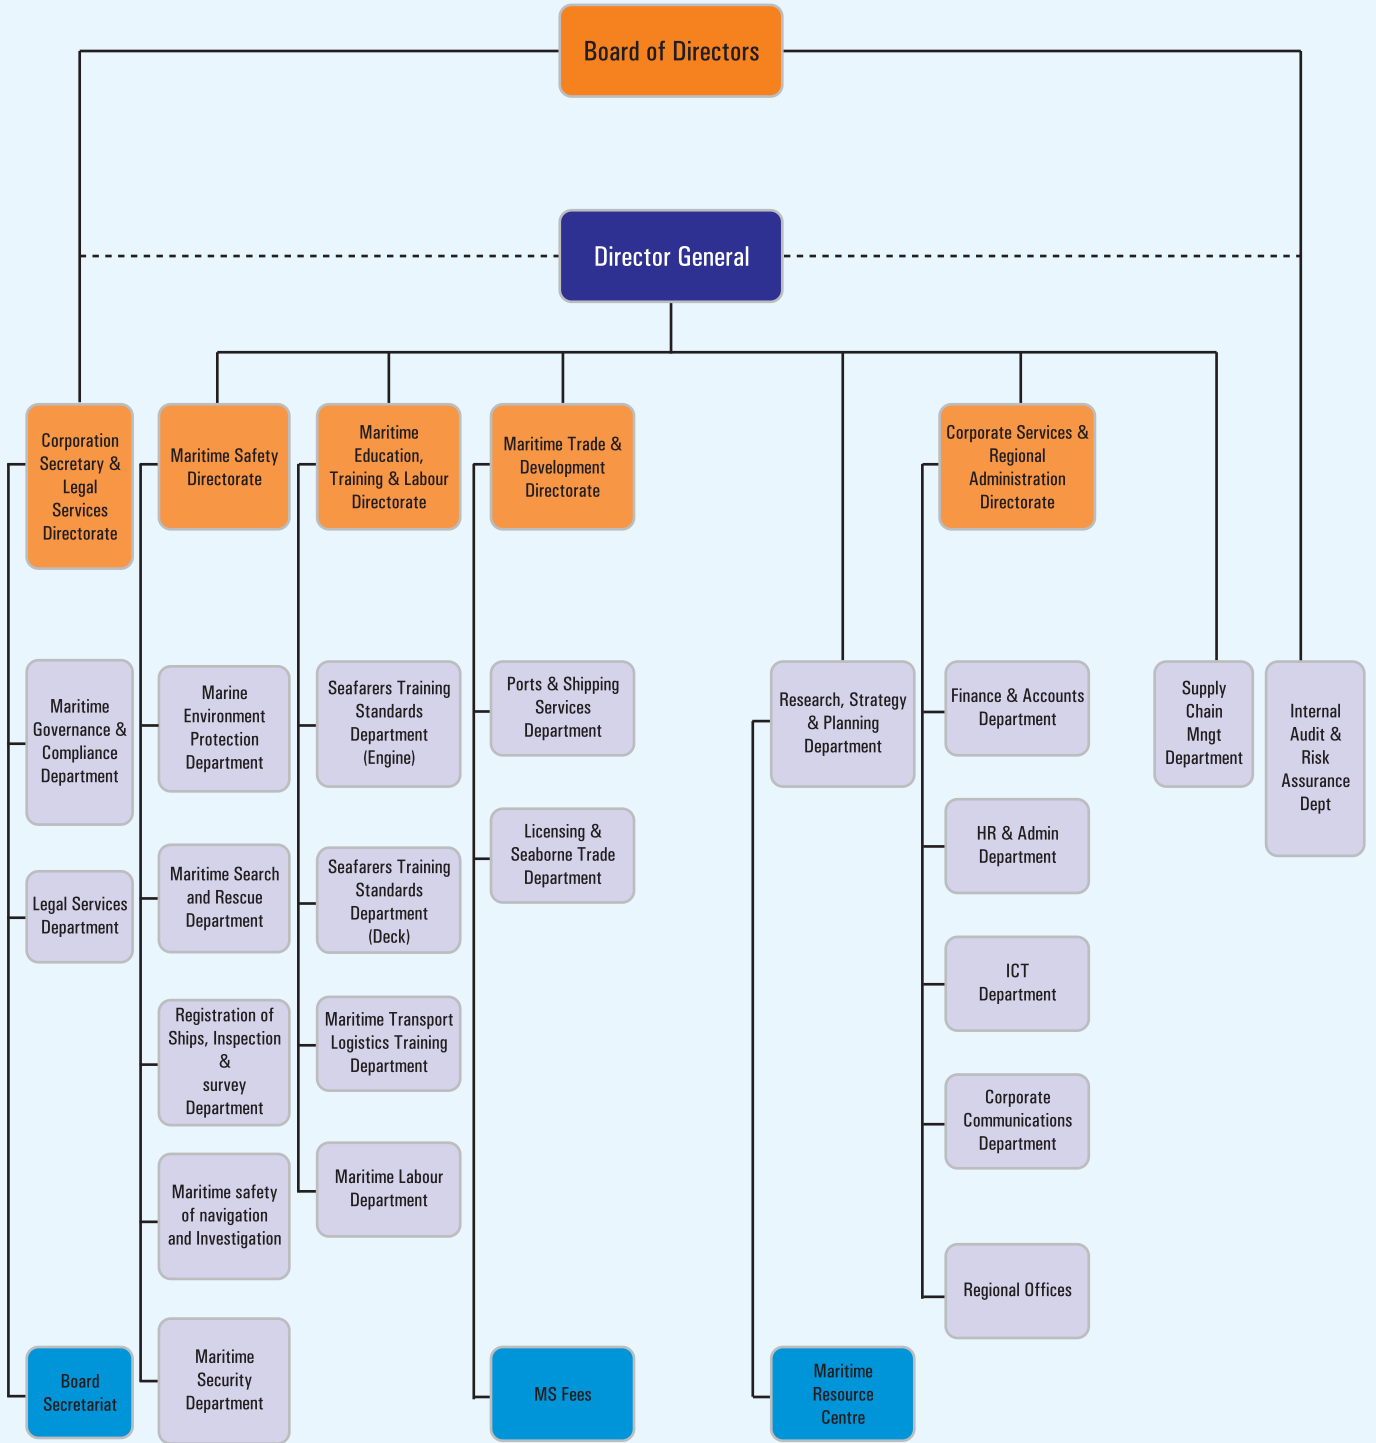 Board of Directors
Director General
Corporation
Secretary &
Legal
Services
Directorate
Maritime Safety
Directorate
Maritime
Education,
Training & Labour
Directorate
Maritime Trade &
Development
Directorate
Corporate Services &
Regional
Administration
Directorate
Maritime
Governance &
Compliance
Department
Marine
Environment
Protection
Department
Seafarers Training
Standards
Department
(Engine)
Ports & Shipping
Services
Department
Research, Strategy
& Planning
Department
Finance & Accounts
Department
Supply
Chain
Mngt
Department
Internal
Audit &
Risk
Assurance
Dept
Legal Services
Department
Maritime Search
and Rescue
Department
Seafarers Training
Standards
Department
(Deck)
Licensing &
Seaborne Trade
Department
HR & Admin
Department
Registration of
Ships, Inspection
&
survey
Department
Maritime Transport
Logistics Training
Department
ICT
Department
Maritime safety
of navigation
and Investigation
Maritime Labour
Department
Corporate
Communications
Department
Regional Offices
Board
Secretariat
Maritime
Security
Department
MS Fees
Maritime
Resource
Centre